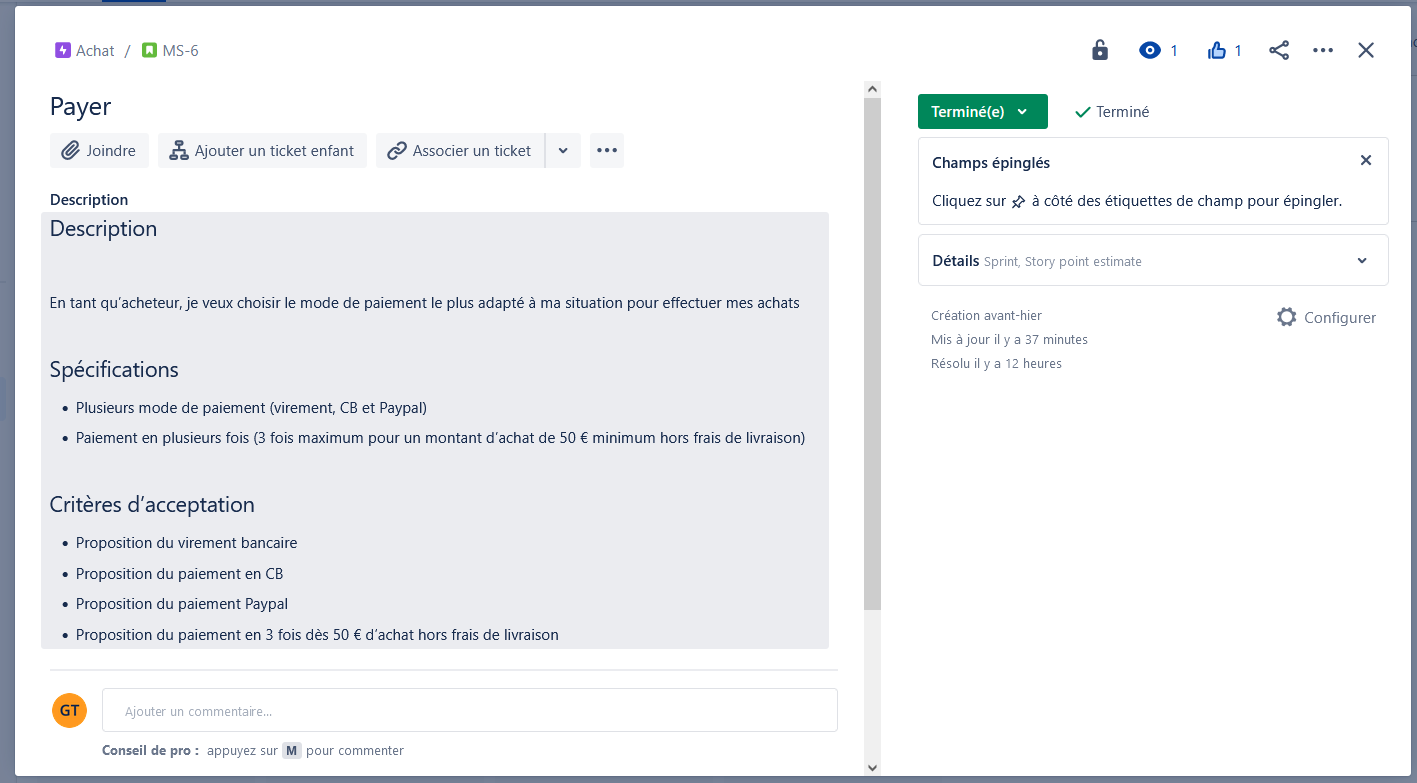 Achat / MS-6
1
1
Payer
Joindre
Ajouter un ticket enfant
Associer un ticket
Description
Description
En tant qu’acheteur, je veux choisir le mode de paiement le plus adapté à ma situation pour effectuer mes achats
Spécifications
• Plusieurs mode de paiement (virement, CB et Paypal)
• Paiement en plusieurs fois (3 fois maximum pour un montant d’achat de 50 € minimum hors frais de livraison)
Critères d’acceptation
• Proposition du virement bancaire
• Proposition du paiement en CB
• Proposition du paiement Paypal
• Proposition du paiement en 3 fois dès 50 € d’achat hors frais de livraison
GT
Ajouter un commentaire...
Conseil de pro : appuyez sur M pour commenter
Terminé(e)
Terminé
Champs épinglés
Cliquez sur à côté des étiquettes de champ pour épingler.
Détails Sprint, Story point estimate
Création avant-hier
Configurer
Mis à jour il y a 37 minutes
Résolu il y a 12 heures